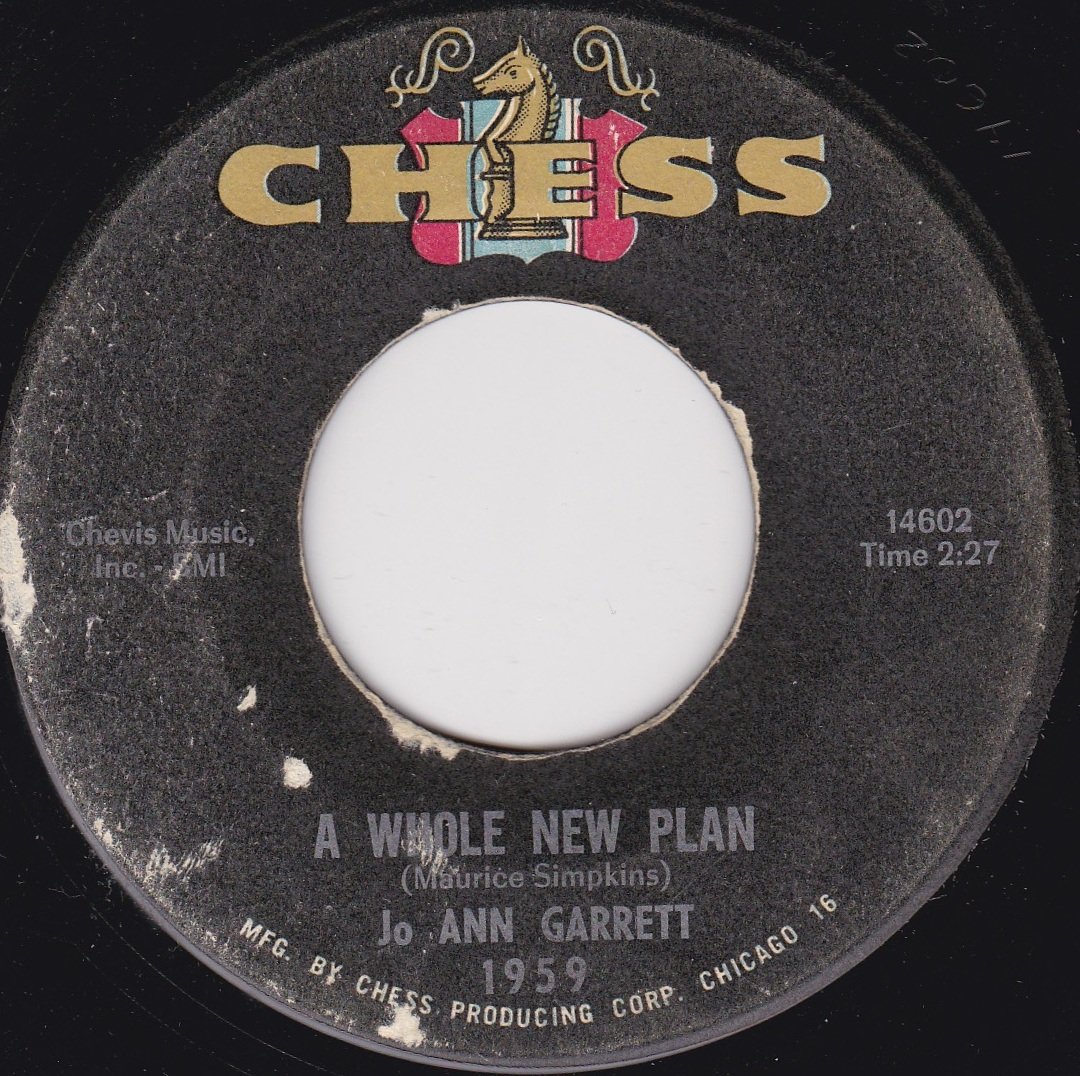 CHESS
Chevis Music,
Inc. - BMI
14602
Time 2:27
A WHOLE NEW PLAN
(Maurice Simpkins)
Jo ANN GARRETT
1959
MFG. BY CHESS PRODUCING CORP. CHICAGO 16
14602